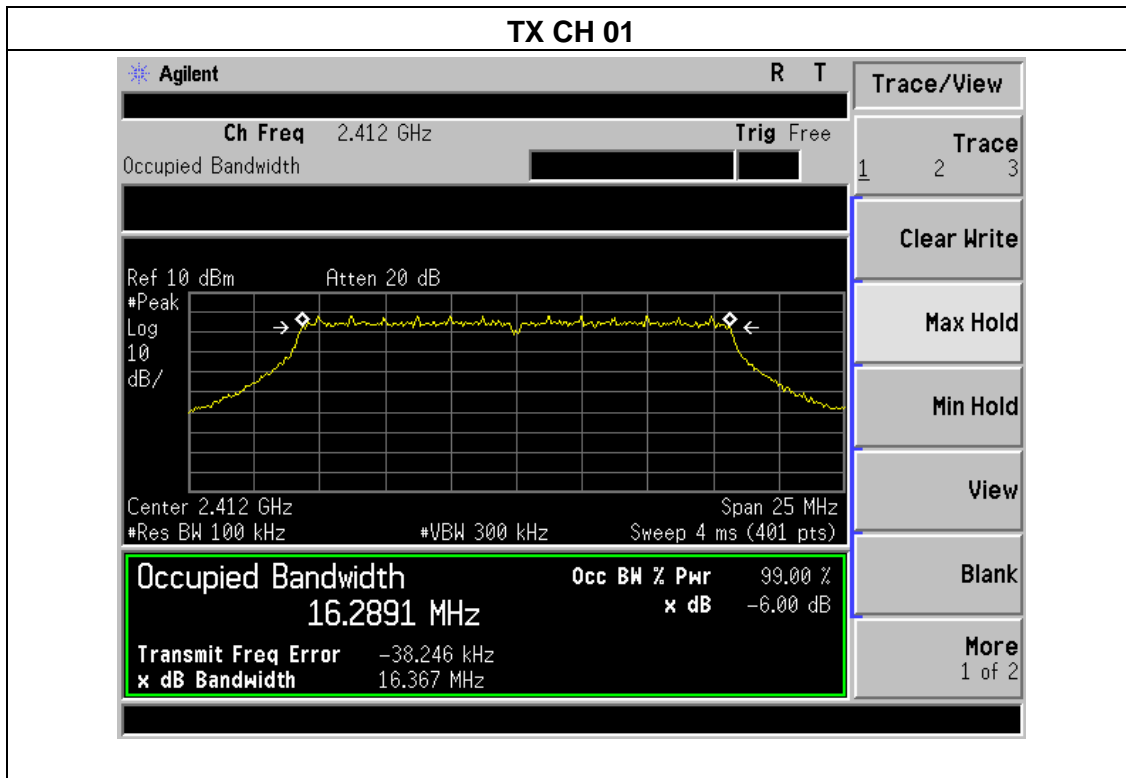 TX CH 01
Agilent
R T
Trace/View
Ch Freq 2.412 GHz
Trig Free
Occupied Bandwidth
Trace
1 2 3
Clear Write
Ref 10 dBm
Atten 20 dB
#Peak
Log
10
dB/
Max Hold
Min Hold
View
Center 2.412 GHz
Span 25 MHz
#Res BW 100 kHz
#VBW 300 kHz
Sweep 4 ms (401 pts)
Occupied Bandwidth
16.2891 MHz
Occ BW % Pwr 99.00 %
x dB -6.00 dB
Blank
Transmit Freq Error -38.246 kHz
x dB Bandwidth 16.367 MHz
More
1 of 2